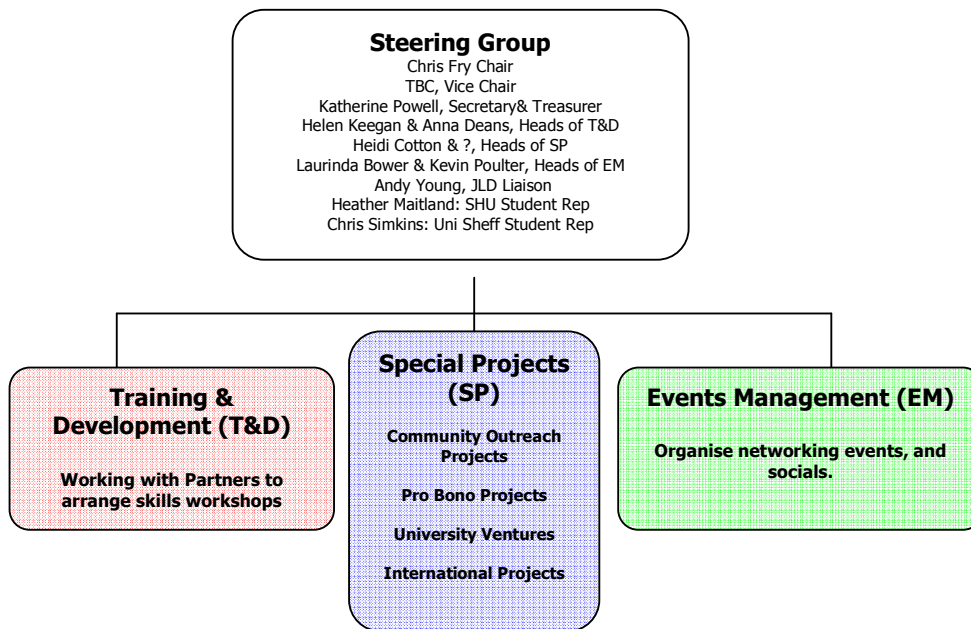 Steering Group
Chris Fry Chair
TBC, Vice Chair
Katherine Powell, Secretary& Treasurer
Helen Keegan & Anna Deans, Heads of T&D
Heidi Cotton & ?, Heads of SP
Laurinda Bower & Kevin Poulter, Heads of EM
Andy Young, JLD Liaison
Heather Maitland: SHU Student Rep
Chris Simkins: Uni Sheff Student Rep
Training &
Development (T&D)
Working with Partners to
arrange skills workshops
Special Projects
(SP)
Community Outreach
Projects
Pro Bono Projects
University Ventures
International Projects
Events Management (EM)
Organise networking events, and
socials.